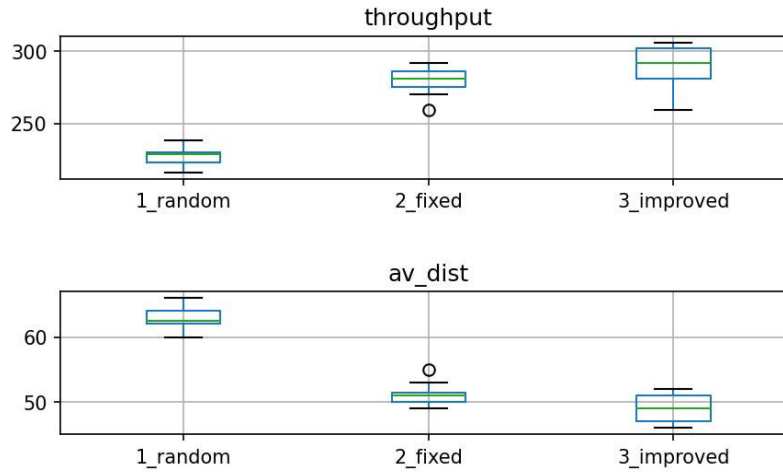 throughput
300
250
1_random 2_fixed 3_improved
av_dist
60
50
1_random 2_fixed 3_improved